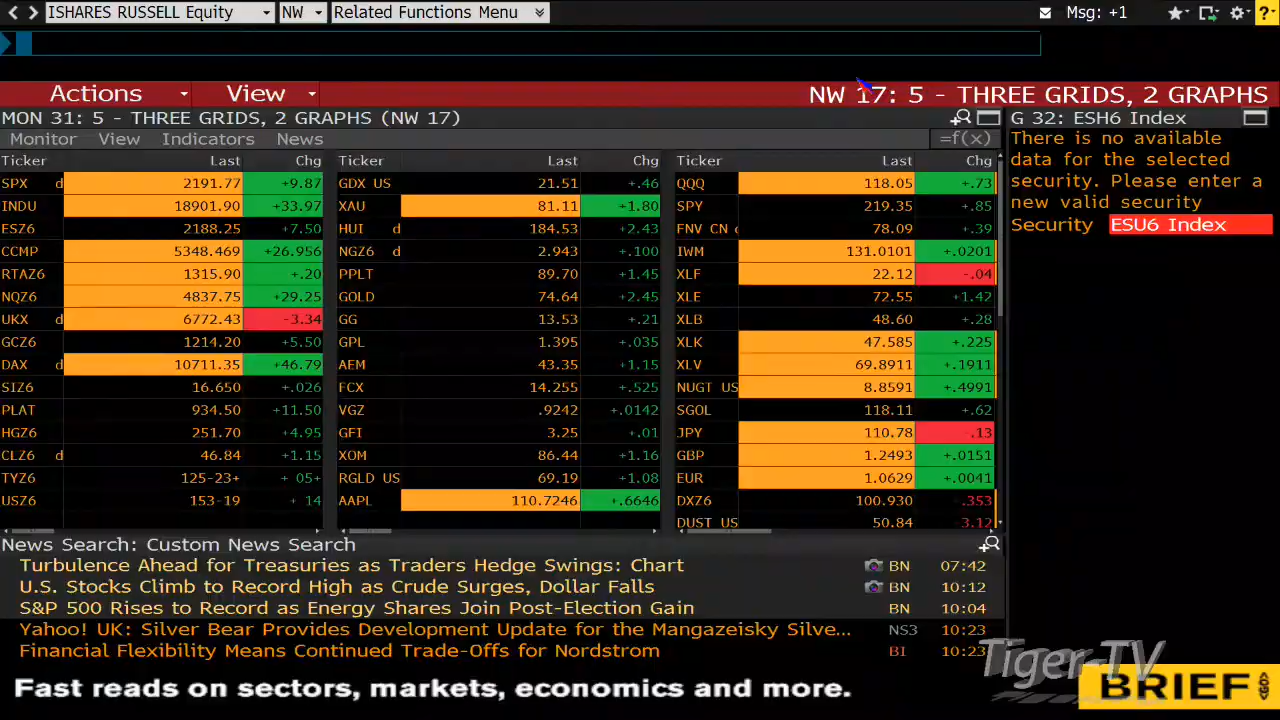 ISHARES RUSSELL Equity NW Related Functions Menu Msg: +1 ?
Actions View NW 17: 5 - THREE GRIDS, 2 GRAPHS
MON 31: 5 - THREE GRIDS, 2 GRAPHS (NW 17) G 32: ESH6 Index
Monitor View Indicators News =f(x)
There is no available
data for the selected
security. Please enter a
new valid security
Security ESU6 Index
Ticker Last Chg Ticker Last Chg Ticker Last Chg
SPX d 2191.77 +9.87 GDX US 21.51 +.46 QQQ 118.05 +.73
INDU 18901.90 +33.97 XAU 81.11 +1.80 SPY 219.35 +.85
ESZ6 2188.25 +7.50 HUI d 184.53 +2.43 FNV CN 78.09 +.39
CCMP 5348.469 +26.956 NGZ6 d 2.943 +.100 IWM 131.0101 +.0201
RTAZ6 1315.90 +.20 PPLT 89.70 +1.45 XLF 22.12 -.04
NQZ6 4837.75 +29.25 GOLD 74.64 +2.45 XLE 72.55 +1.42
UKX d 6772.43 -3.34 GG 13.53 +.21 XLB 48.60 +.28
GCZ6 1214.20 +5.50 GPL 1.395 +.035 XLK 47.585 +.225
DAX d 10711.35 +46.79 AEM 43.35 +1.15 XLV 69.8911 +.1911
SIZ6 16.650 +.026 FCX 14.255 +.525 NUGT US 8.8591 +.4991
PLAT 934.50 +11.50 VGZ .9242 +.0142 SGOL 118.11 +.62
HGZ6 251.70 +4.95 GFI 3.25 +.01 JPY 110.78 -.13
CLZ6 d 46.84 +1.15 XOM 86.44 +1.16 GBP 1.2493 +.0151
TYZ6 125-23+ + 05+ RGLD US 69.19 +1.08 EUR 1.0629 +.0041
USZ6 153-19 + 14 AAPL 110.7246 +.6646 DXZ6 100.930 -.353
DUST US 50.84 -3.12
News Search: Custom News Search
Turbulence Ahead for Treasuries as Traders Hedge Swings: Chart BN 07:42
U.S. Stocks Climb to Record High as Crude Surges, Dollar Falls BN 10:12
S&P 500 Rises to Record as Energy Shares Join Post-Election Gain BN 10:04
Yahoo! UK: Silver Bear Provides Development Update for the Mangazeisky Silve... NS3 10:23
Financial Flexibility Means Continued Trade-Offs for Nordstrom BI 10:23
Tiger-TV
Fast reads on sectors, markets, economics and more. BRIEF